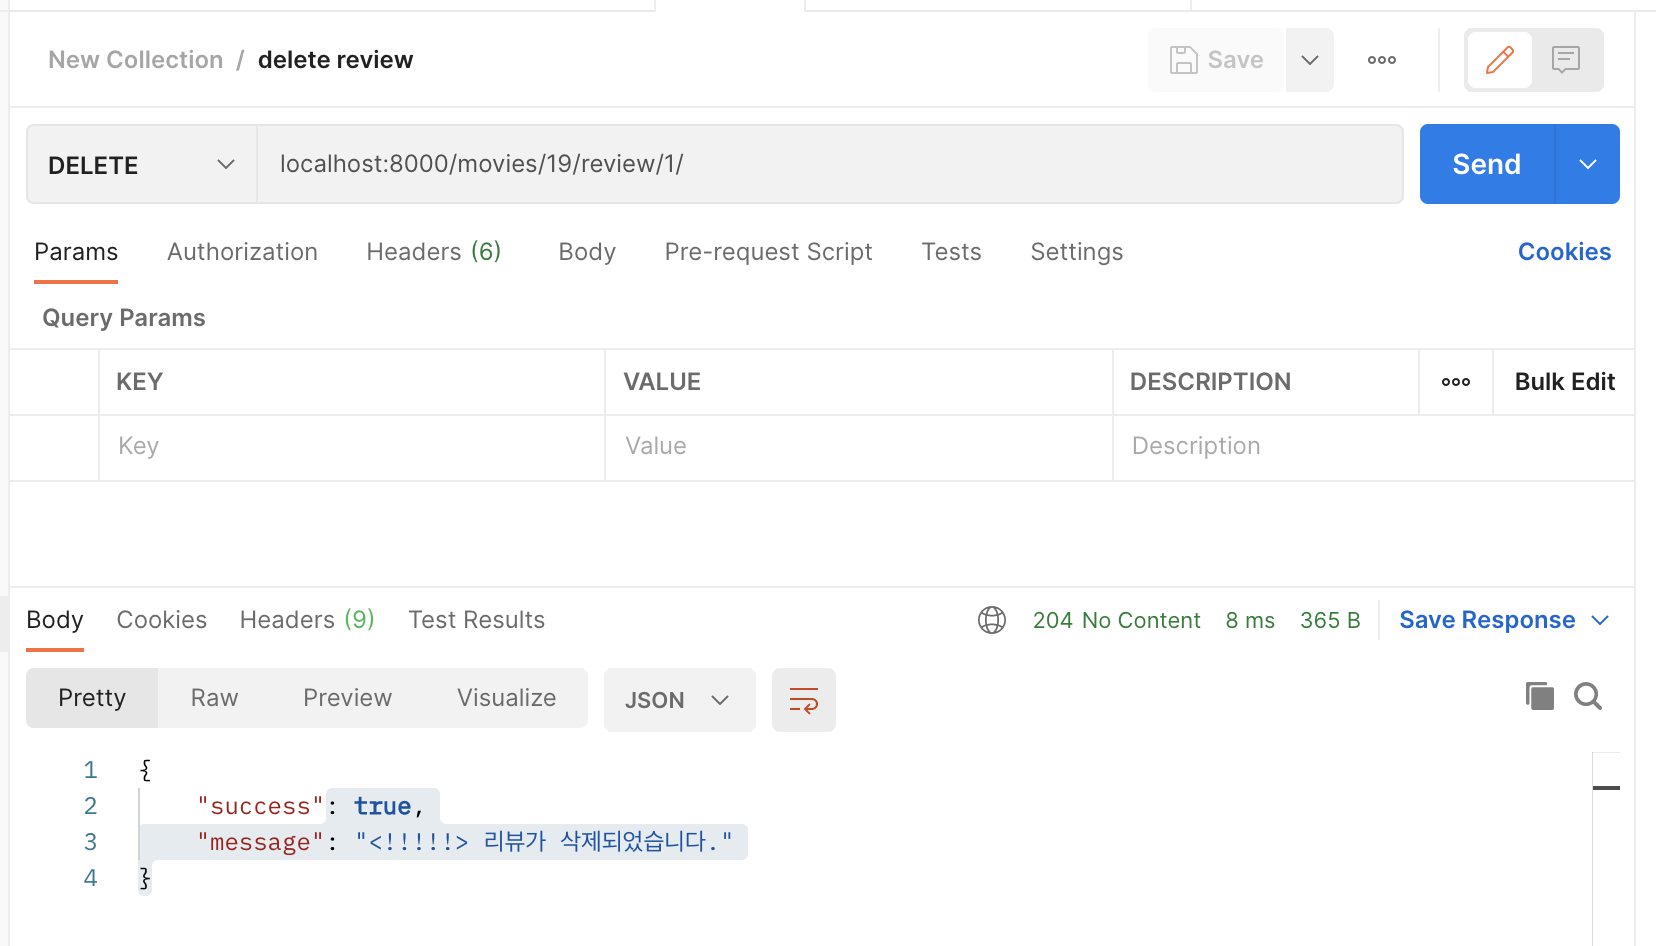 New Collection / delete review
Save
DELETE
localhost:8000/movies/19/review/1/
Send
Params Authorization Headers (6) Body Pre-request Script Tests Settings Cookies
Query Params
KEY VALUE DESCRIPTION ooo Bulk Edit
Key Value Description
Body Cookies Headers (9) Test Results 204 No Content 8 ms 365 B Save Response
Pretty Raw Preview Visualize JSON
1 {
2 "success": true,
3 "message": "<!!!!!> 리뷰가 삭제되었습니다."
4 }